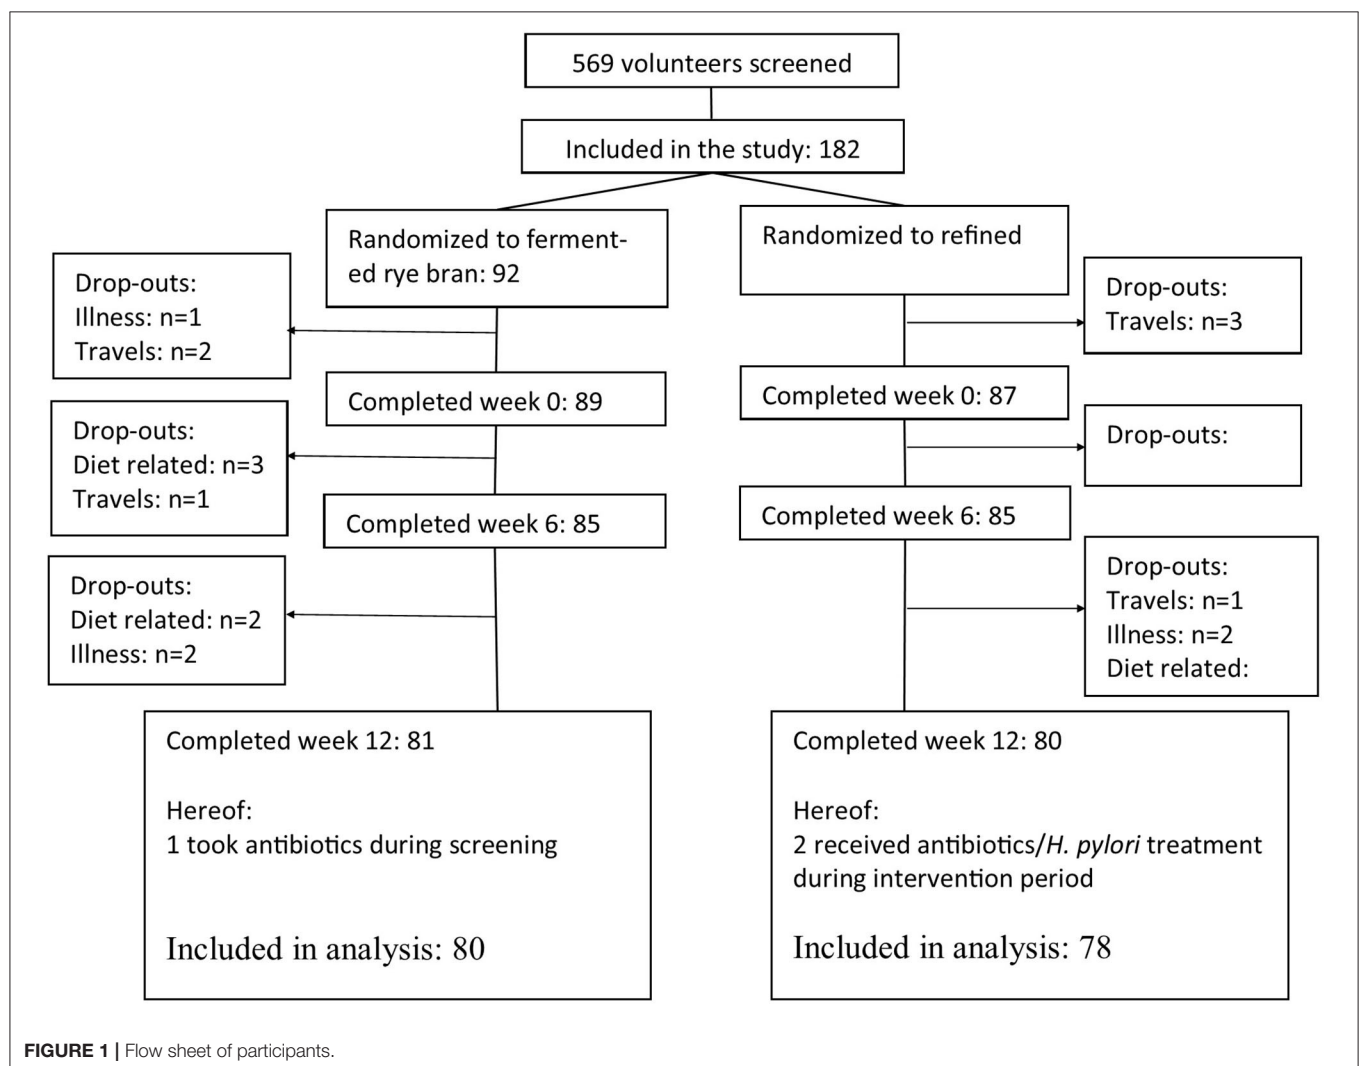 569 volunteers screened
Included in the study: 182
Randomized to ferment-
ed rye bran: 92
Randomized to refined
Drop-outs:
Illness: n=1
Travels: n=2
Drop-outs:
Travels: n=3
Completed week 0: 89
Completed week 0: 87
Drop-outs:
Diet related: n=3
Travels: n=1
Drop-outs:
Completed week 6: 85
Completed week 6: 85
Drop-outs:
Diet related: n=2
Illness: n=2
Drop-outs:
Travels: n=1
Illness: n=2
Diet related:
Completed week 12: 81
Hereof:
1 took antibiotics during screening
Included in analysis: 80
Completed week 12: 80
Hereof:
2 received antibiotics/H. pylori treatment
during intervention period
Included in analysis: 78
FIGURE 1 | Flow sheet of participants.